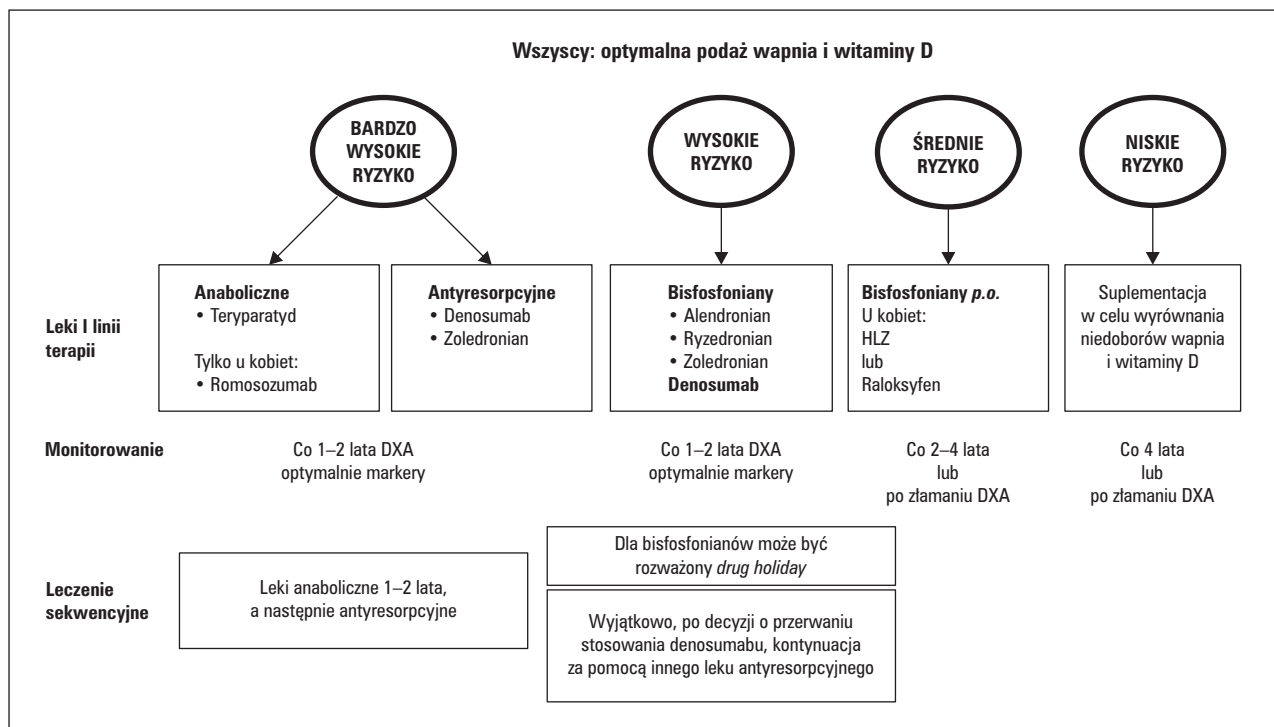 Wszyscy: optymalna podaż wapnia i witaminy D
BARDZO
WYSOKIE
RYZYKO
WYSOKIE
RYZYKO
ŚREDNIE
RYZYKO
NISKIE
RYZYKO
Leki I linii
terapii
Anaboliczne
• Teryparatyd
Tylko u kobiet:
• Romosozumab
Antyresorpcyjne
• Denosumab
• Zoledronian
Bisfosfoniany
• Alendronian
• Ryzedronian
• Zoledronian
Denosumab
Bisfosfoniany p.o.
U kobiet:
HLZ
lub
Raloksyfen
Suplementacja
w celu wyrównania
niedoborów wapnia
i witaminy D
Monitorowanie
Co 1–2 lata DXA
optymalnie markery
Co 1–2 lata DXA
optymalnie markery
Co 2–4 lata
lub
po złamaniu DXA
Co 4 lata
lub
po złamaniu DXA
Leczenie
sekwencyjne
Leki anaboliczne 1–2 lata,
a następnie antyresorpcyjne
Dla bisfosfonianów może być
rozważony drug holiday
Wyjątkowo, po decyzji o przerwaniu
stosowania denosumabu, kontynuacja
za pomocą innego leku antyresorpcyjnego